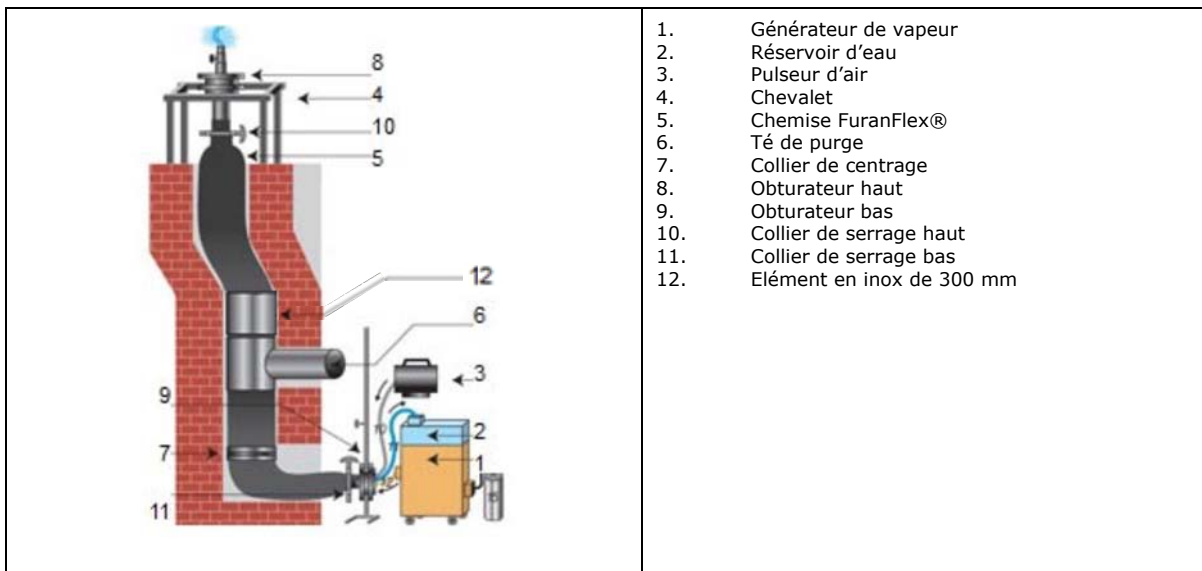 8
4
10
5
12
6
3
9
2
7
1
11
1. Générateur de vapeur
2. Réservoir d’eau
3. Pulseur d’air
4. Chevalet
5. Chemise FuranFlex®
6. Té de purge
7. Collier de centrage
8. Obturateur haut
9. Obturateur bas
10. Collier de serrage haut
11. Collier de serrage bas
12. Elément en inox de 300 mm